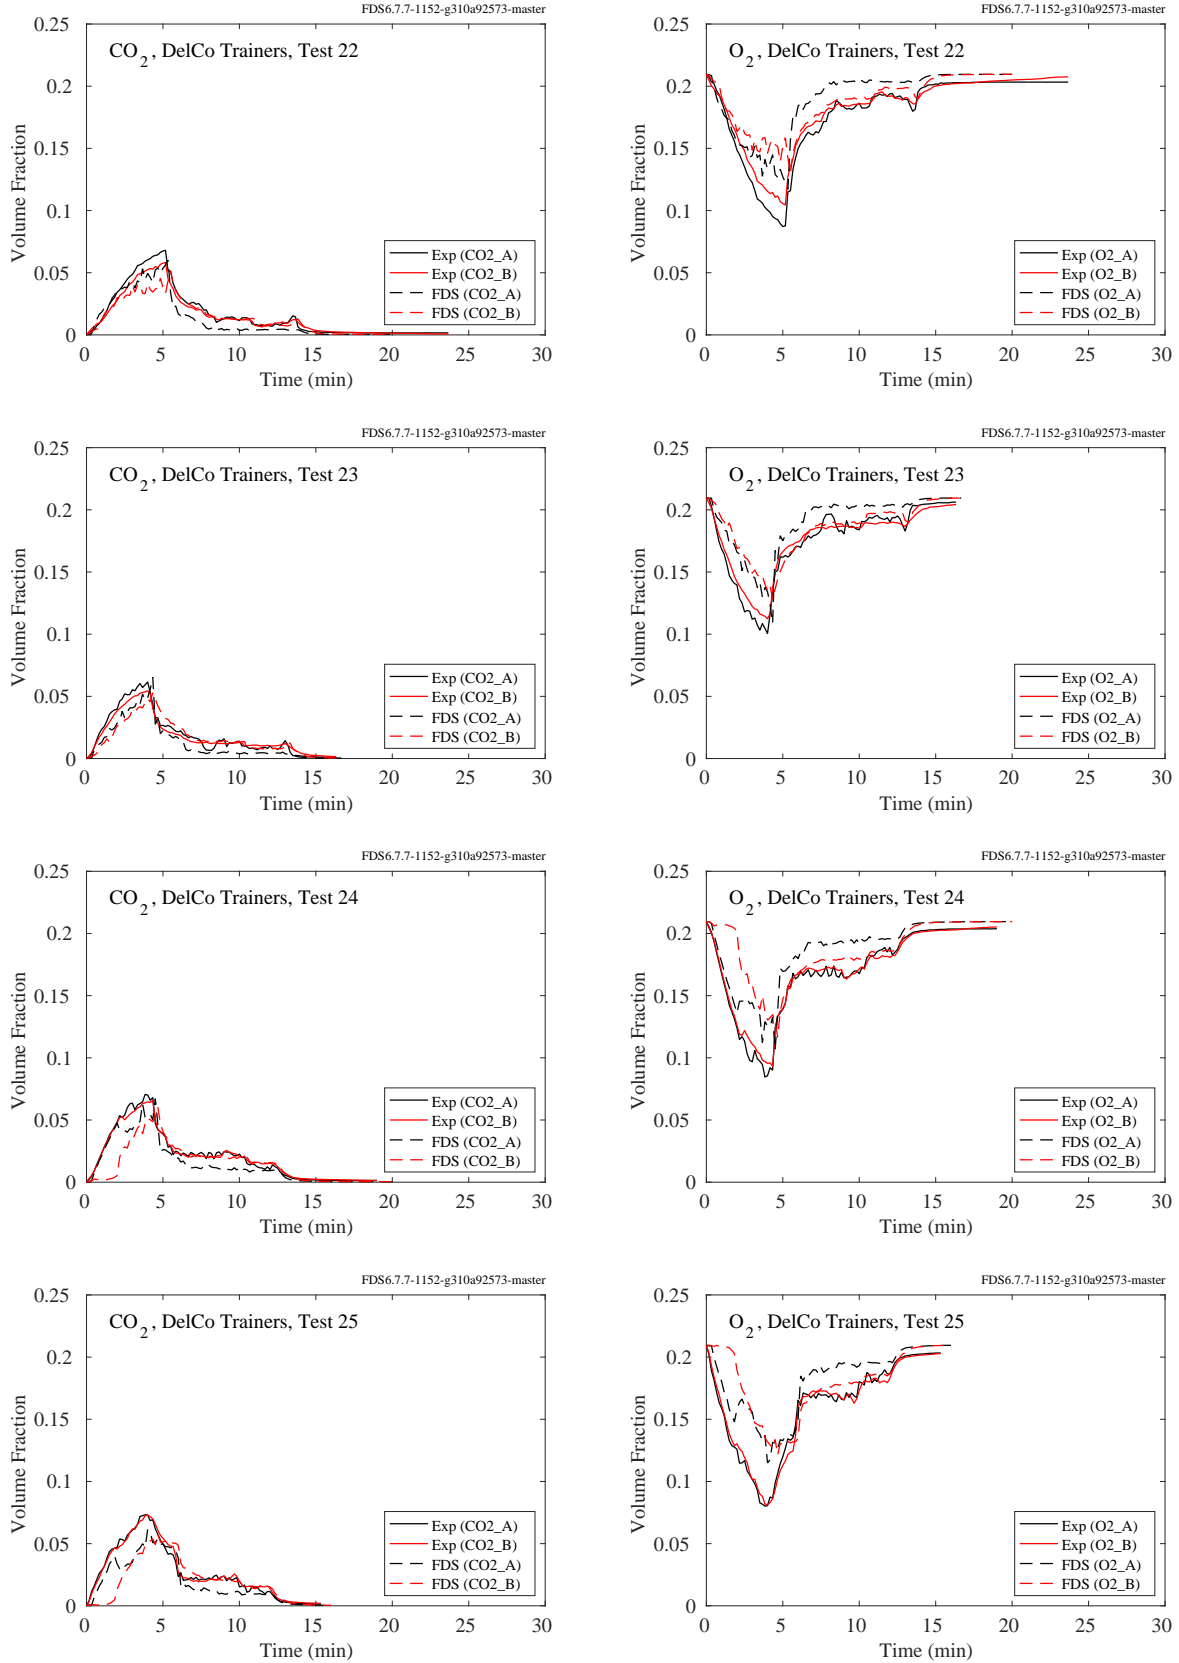 FDS6.7.7-1152-g310a92573-master
CO2, DelCo Trainers, Test 22
0.25
0.2
0.15
0.1
0.05
0
Volume Fraction
Exp (CO2_A)
Exp (CO2_B)
FDS (CO2_A)
FDS (CO2_B)
0 5 10 15 20 25 30
Time (min)
FDS6.7.7-1152-g310a92573-master
O2, DelCo Trainers, Test 22
0.25
0.2
0.15
0.1
0.05
0
Volume Fraction
Exp (O2_A)
Exp (O2_B)
FDS (O2_A)
FDS (O2_B)
0 5 10 15 20 25 30
Time (min)
FDS6.7.7-1152-g310a92573-master
CO2, DelCo Trainers, Test 23
0.25
0.2
0.15
0.1
0.05
0
Volume Fraction
Exp (CO2_A)
Exp (CO2_B)
FDS (CO2_A)
FDS (CO2_B)
0 5 10 15 20 25 30
Time (min)
FDS6.7.7-1152-g310a92573-master
O2, DelCo Trainers, Test 23
0.25
0.2
0.15
0.1
0.05
0
Volume Fraction
Exp (O2_A)
Exp (O2_B)
FDS (O2_A)
FDS (O2_B)
0 5 10 15 20 25 30
Time (min)
FDS6.7.7-1152-g310a92573-master
CO2, DelCo Trainers, Test 24
0.25
0.2
0.15
0.1
0.05
0
Volume Fraction
Exp (CO2_A)
Exp (CO2_B)
FDS (CO2_A)
FDS (CO2_B)
0 5 10 15 20 25 30
Time (min)
FDS6.7.7-1152-g310a92573-master
O2, DelCo Trainers, Test 24
0.25
0.2
0.15
0.1
0.05
0
Volume Fraction
Exp (O2_A)
Exp (O2_B)
FDS (O2_A)
FDS (O2_B)
0 5 10 15 20 25 30
Time (min)
FDS6.7.7-1152-g310a92573-master
CO2, DelCo Trainers, Test 25
0.25
0.2
0.15
0.1
0.05
0
Volume Fraction
Exp (CO2_A)
Exp (CO2_B)
FDS (CO2_A)
FDS (CO2_B)
0 5 10 15 20 25 30
Time (min)
FDS6.7.7-1152-g310a92573-master
O2, DelCo Trainers, Test 25
0.25
0.2
0.15
0.1
0.05
0
Volume Fraction
Exp (O2_A)
Exp (O2_B)
FDS (O2_A)
FDS (O2_B)
0 5 10 15 20 25 30
Time (min)